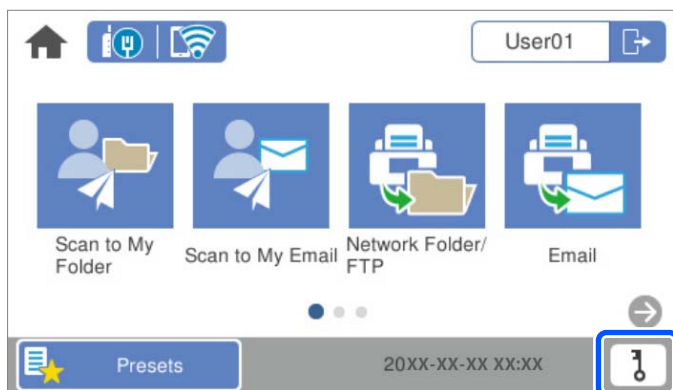 User01
Scan to My
Folder
Scan to My Email
Network Folder/
FTP
Email
Presets
20XX-XX-XX XX:XX